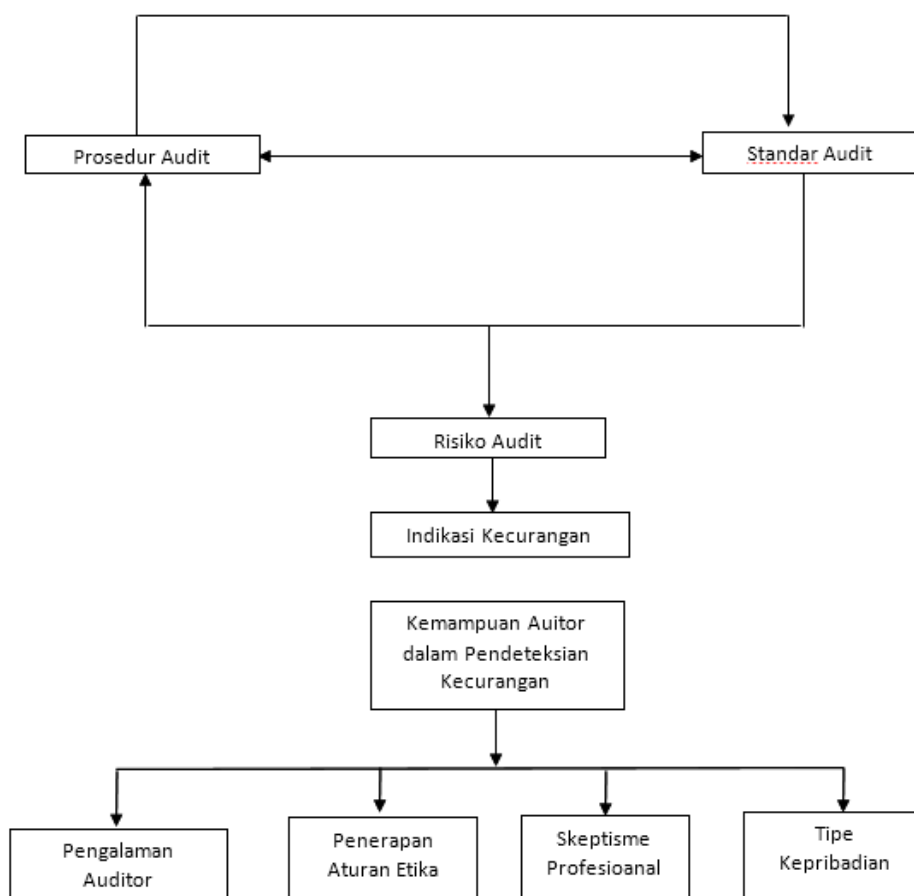 Prosedur Audit
Standar Audit
Risiko Audit
Indikasi Kecurangan
Kemampuan Auitor
dalam Pendeteksian
Kecurangan
Pengalaman
Auditor
Penerapan
Aturan Etika
Skeptisme
Profesioanal
Tipe
Kepribadian